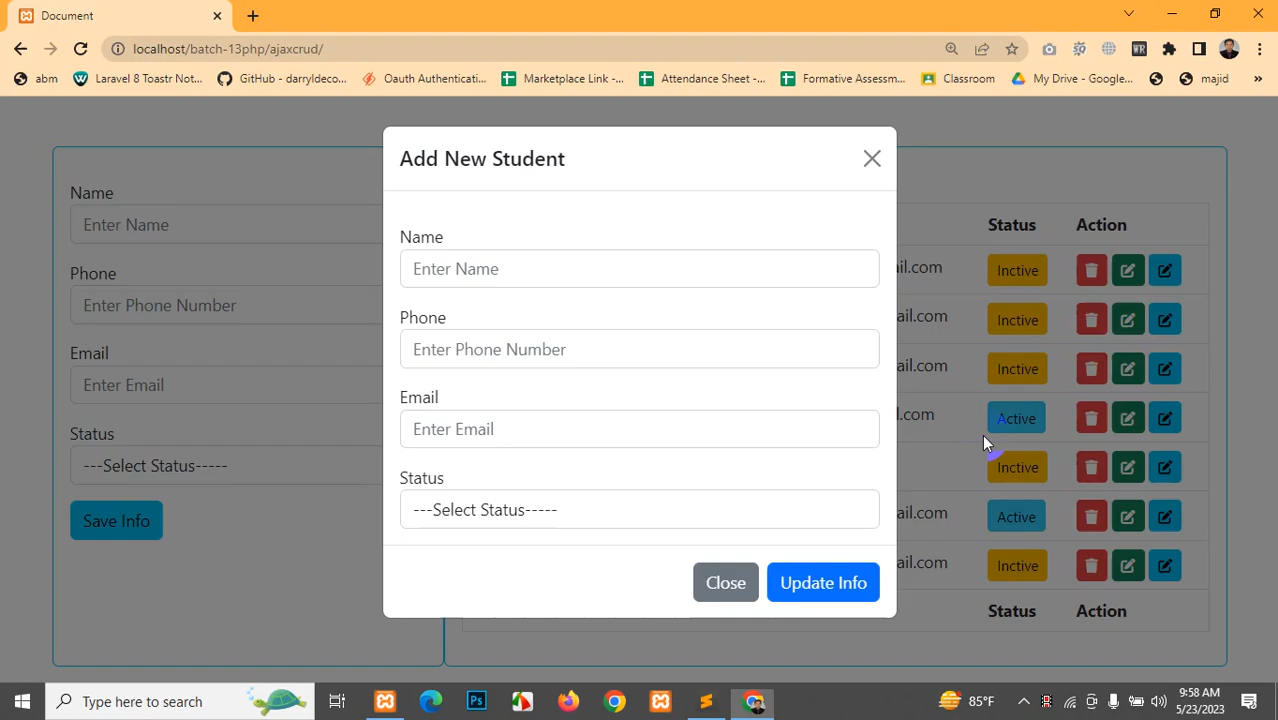 Document
localhost/batch-13php/ajaxcrud/
abm
Laravel 8 Toastr Not...
GitHub - darryldeco...
Oauth Authenticati...
Marketplace Link -...
Attendance Sheet -...
Formative Assessm...
Classroom
My Drive - Google...
majid
WR
Add New Student
Name
Enter Name
Phone
Enter Phone Number
Email
Enter Email
Status
---Select Status-----
Close
Update Info
Name
Enter Name
Phone
Enter Phone Number
Email
Enter Email
Status
---Select Status-----
Save Info
Status Action
ail.com Inctive
ail.com Inctive
ail.com Inctive
l.com Active
Inctive
ail.com Active
ail.com Inctive
Status Action
Type here to search
Ps
85°F
9:58 AM
5/23/2023